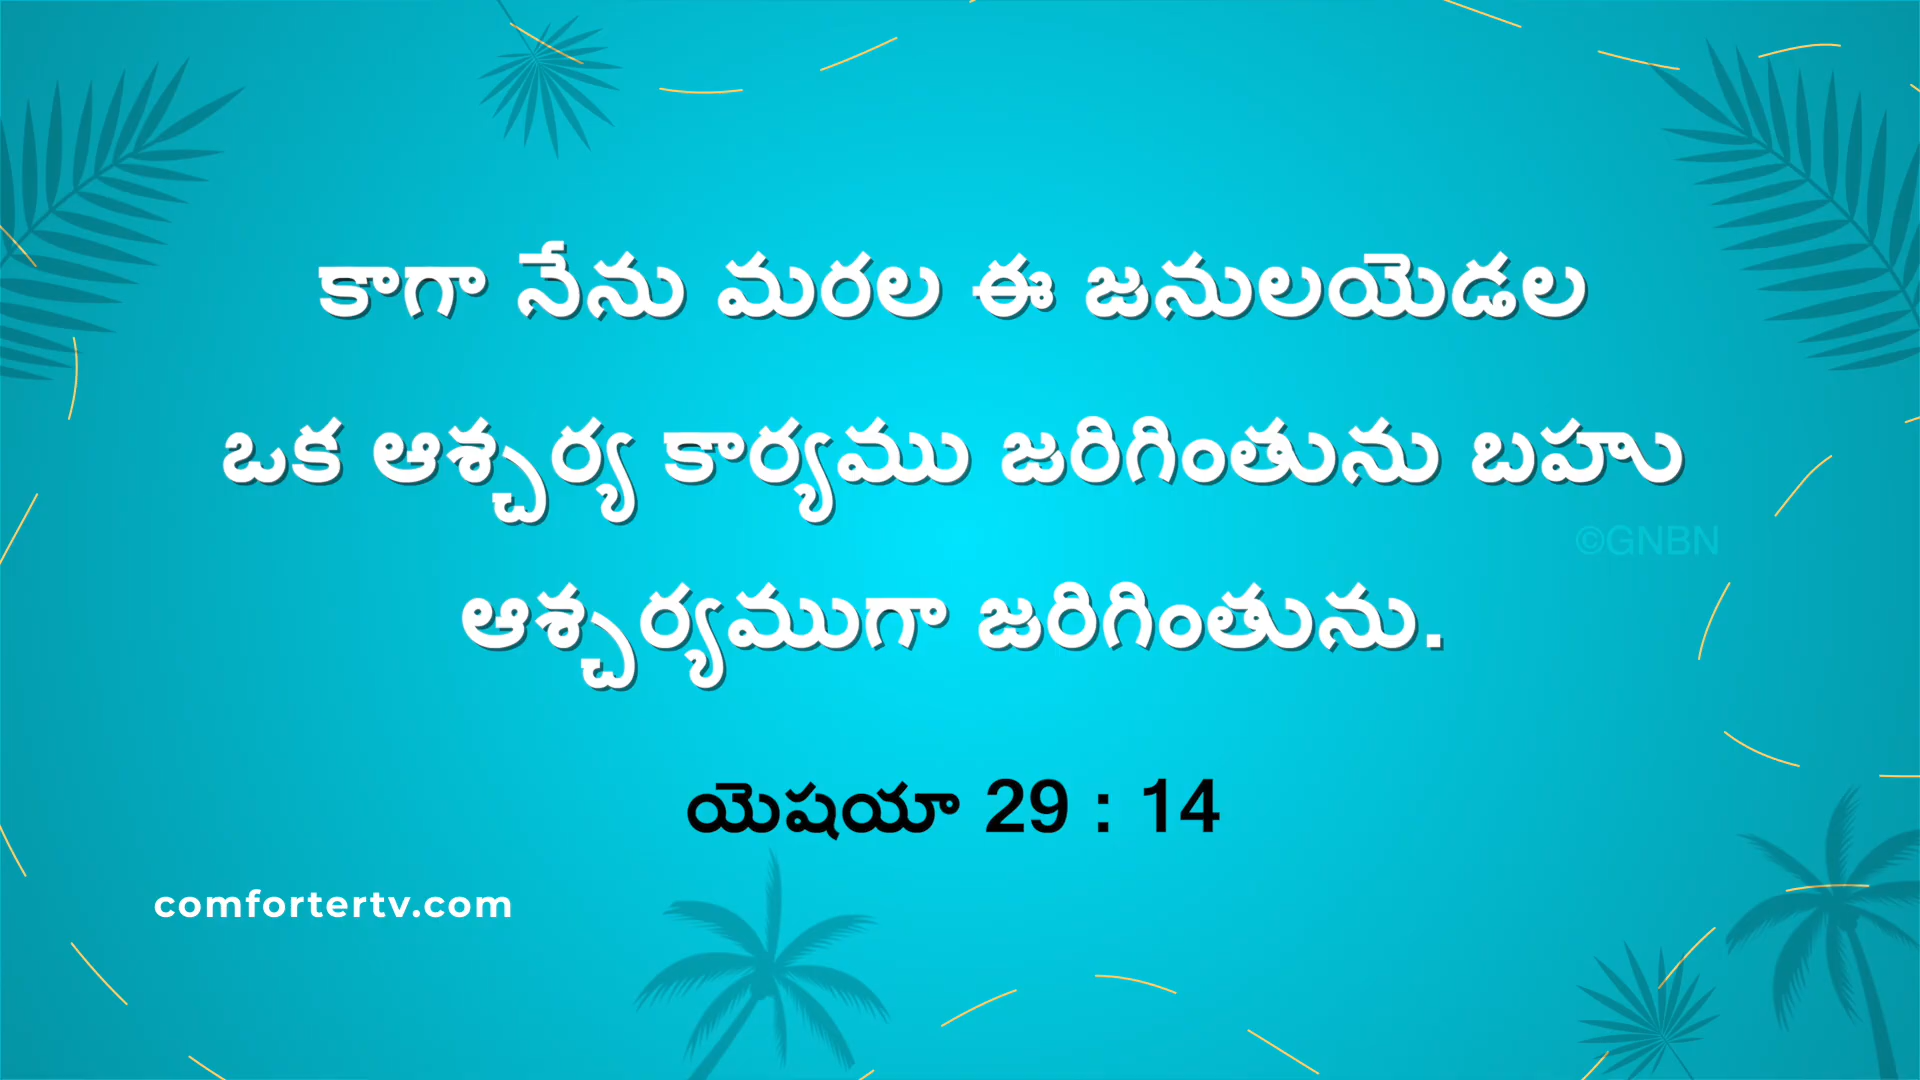 కాగా నేను మరల ఈ జనులయెడల
ఒక ఆశ్చర్య కార్యము జరిగింతును బహు
©GNBN
ఆశ్చర్యముగా జరిగింతును.
యెషయా 29 : 14
comfortertv.com